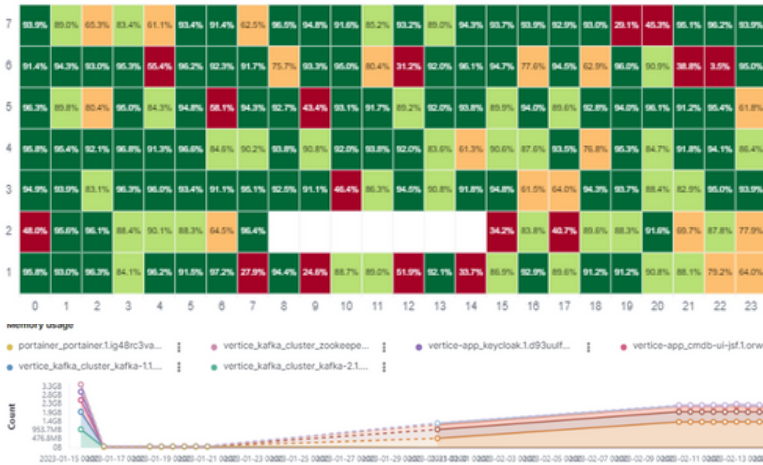 7 93.9% 89.0% 65.3% 83.4% 61.1% 93.4% 91.4% 62.5% 96.5% 94.8% 91.6% 85.2% 93.2% 89.0% 94.3% 93.7% 93.9% 92.9% 93.0% 29.1% 45.3% 95.1% 96.2% 93.9%
6 91.4% 94.3% 93.0% 95.3% 55.4% 96.2% 92.3% 91.7% 75.7% 93.3% 95.0% 80.4% 31.2% 92.0% 96.1% 94.7% 77.6% 94.5% 62.9% 96.0% 90.9% 38.8% 3.5% 95.0%
5 96.3% 89.8% 80.4% 95.0% 84.3% 94.8% 58.1% 94.3% 92.7% 43.4% 93.1% 91.7% 89.2% 92.0% 93.8% 89.9% 94.0% 89.6% 92.8% 94.0% 96.1% 91.2% 95.4% 61.8%
4 95.8% 95.4% 92.1% 96.8% 91.3% 96.6% 84.6% 90.2% 93.8% 90.8% 92.0% 93.8% 92.0% 83.6% 61.3% 90.6% 87.6% 93.5% 76.8% 95.3% 84.7% 91.8% 94.1% 86.4%
3 94.9% 93.9% 83.1% 96.3% 96.0% 93.4% 91.1% 95.1% 92.5% 91.1% 46.4% 86.3% 94.5% 90.8% 91.8% 94.8% 61.5% 64.0% 94.3% 93.7% 88.4% 82.9% 95.0% 93.9%
2 48.0% 95.6% 96.1% 88.4% 90.1% 88.3% 64.5% 96.4% 34.2% 83.8% 40.7% 89.6% 88.3% 91.6% 69.7% 87.8% 77.9%
1 95.8% 93.0% 96.3% 84.1% 96.2% 91.5% 97.2% 27.9% 94.4% 24.6% 88.7% 89.0% 51.9% 92.1% 33.7% 86.9% 92.9% 89.6% 91.2% 91.2% 90.8% 88.1% 79.2% 64.0%
0 1 2 3 4 5 6 7 8 9 10 11 12 13 14 15 16 17 18 19 20 21 22 23
Memory usage
portainer_portainer.1.ig48rc3va... vertice_kafka_cluster_zookeepe... vertice-app_keycloak.1.d93uulf... vertice-app_cmdb-ui-jsf.1.orw
vertice_kafka_cluster_kafka-1.1.... vertice_kafka_cluster_kafka-2.1....
Count
3.3GB
2.8GB
2.3GB
1.9GB
1.4GB
953.7MB
476.8MB
0B